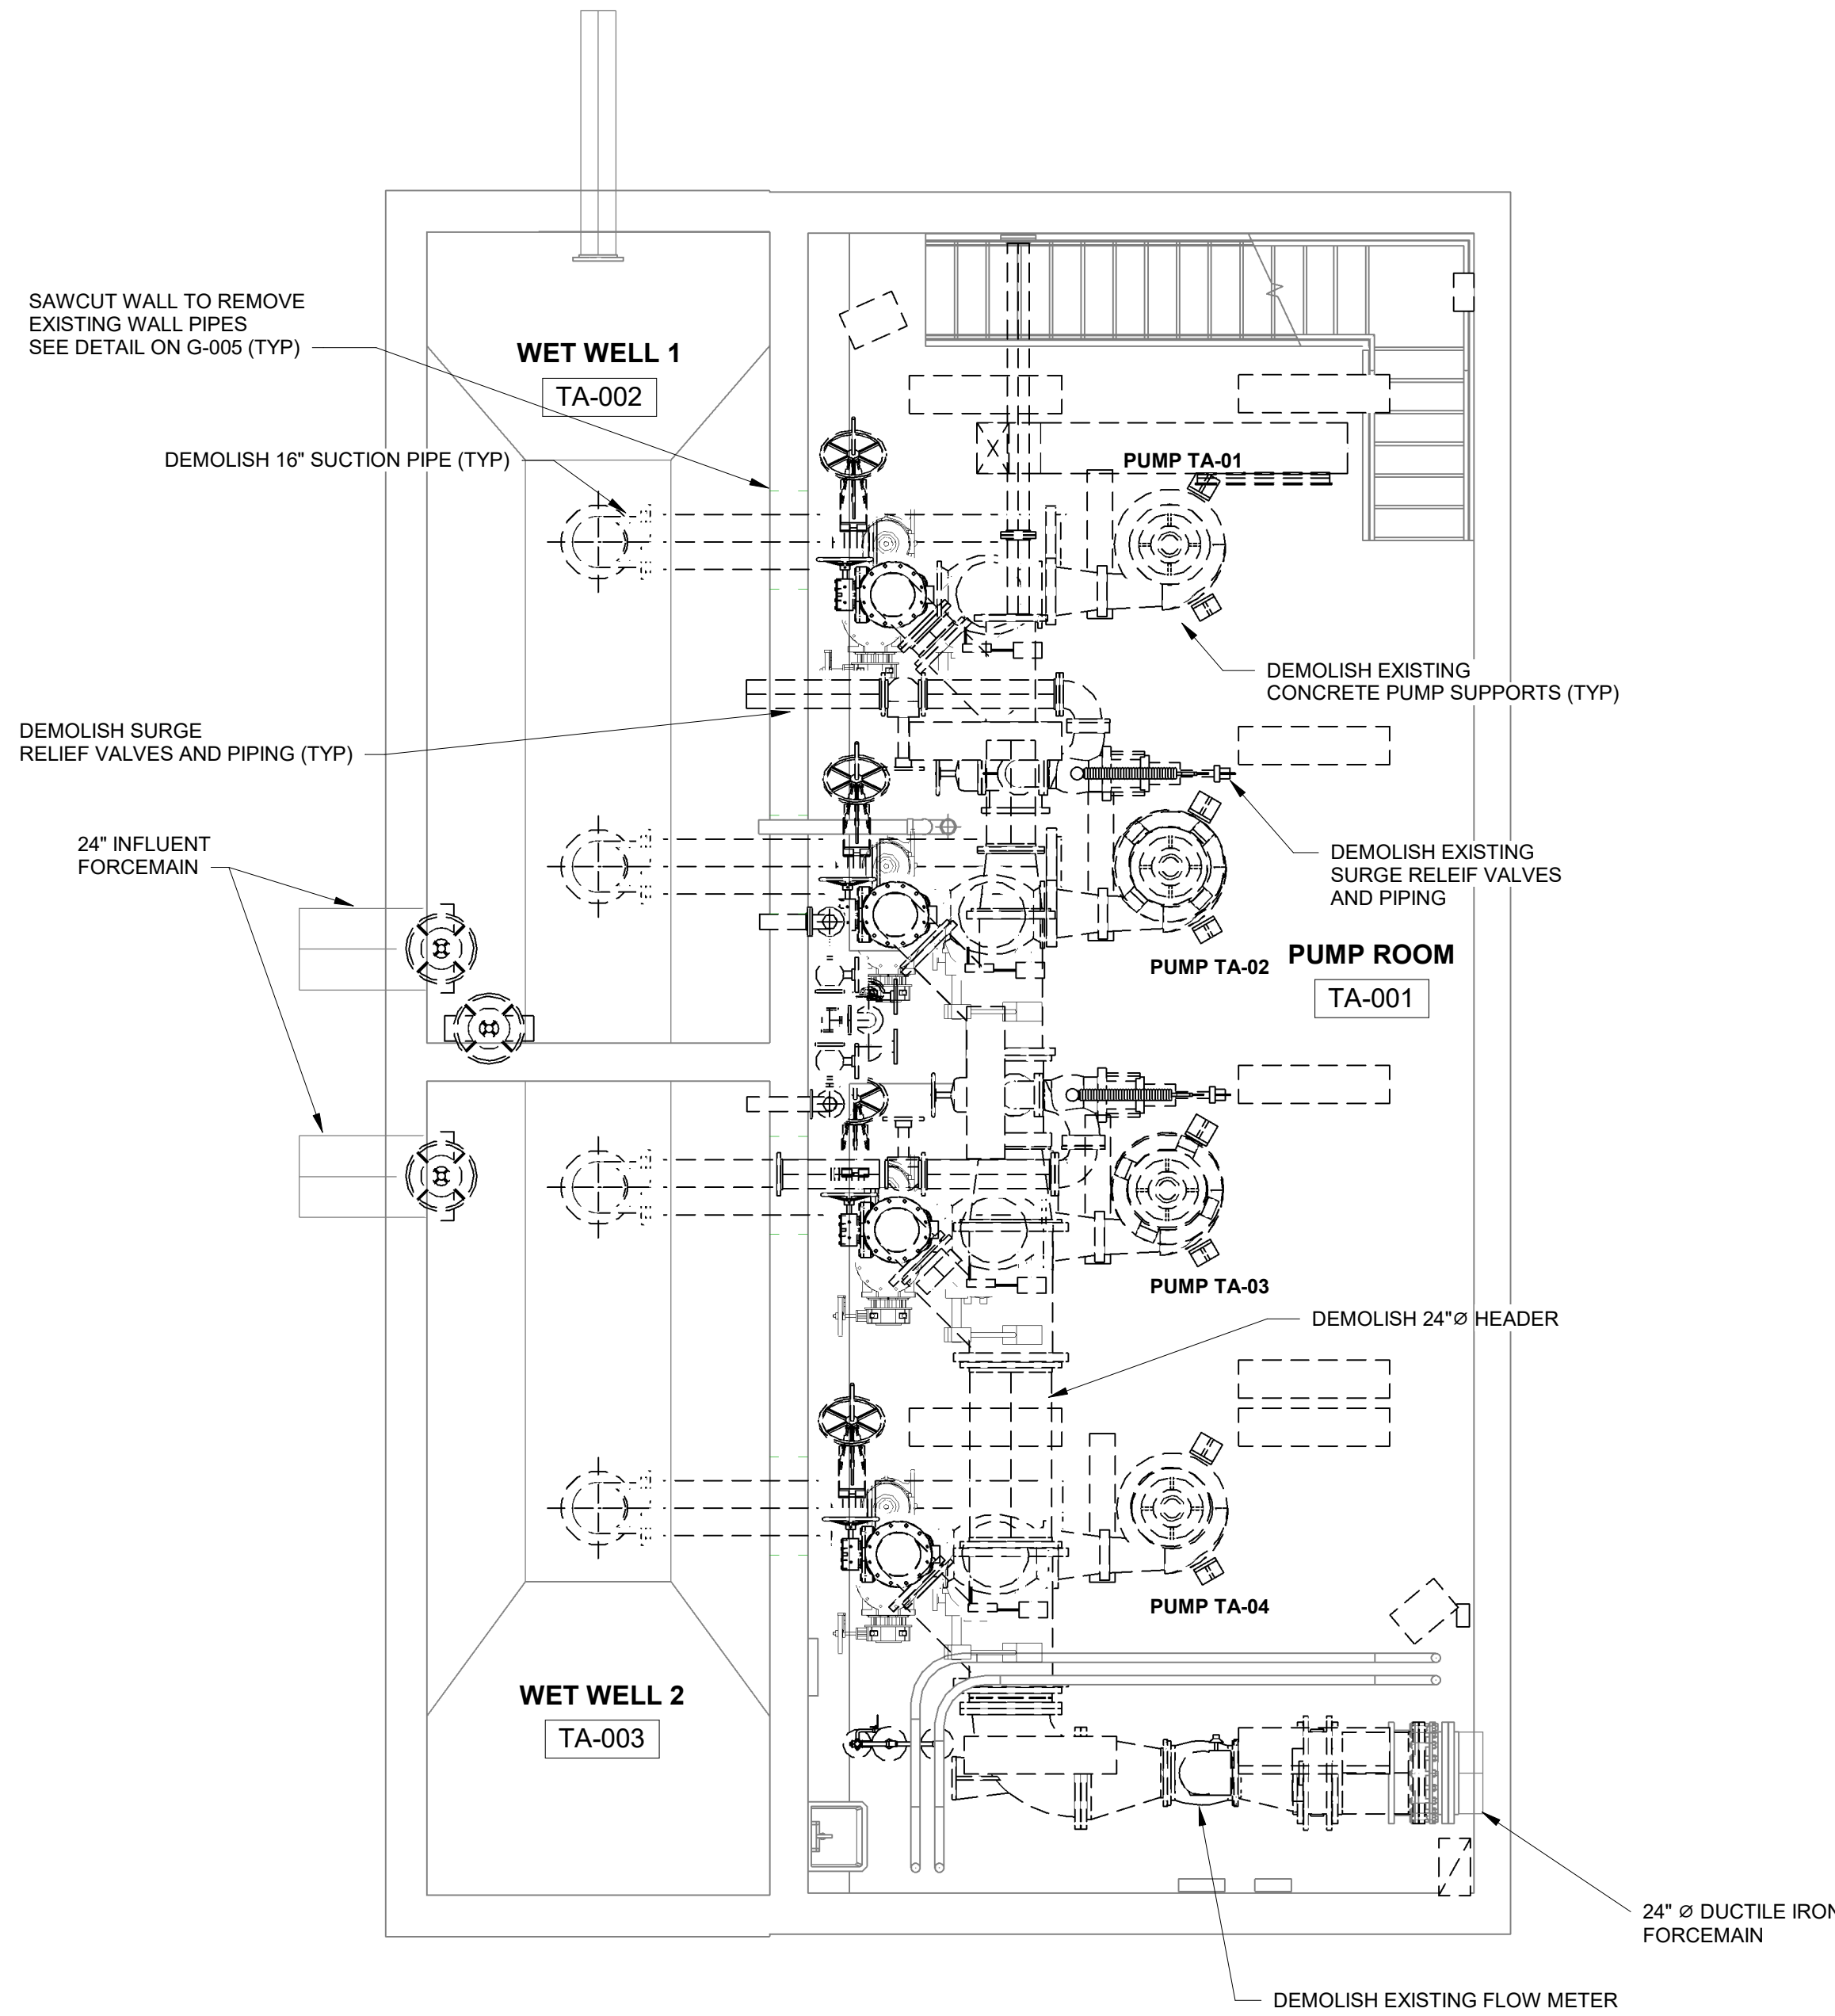 SAWCUT WALL TO REMOVE
EXISTING WALL PIPES
SEE DETAIL ON G-005 (TYP)
WET WELL 1
TA-002
DEMOLISH 16" SUCTION PIPE (TYP)
PUMP TA-01
DEMOLISH EXISTING
CONCRETE PUMP SUPPORTS (TYP)
DEMOLISH SURGE
RELIEF VALVES AND PIPING (TYP)
24" INFLUENT
FORCEMAIN
DEMOLISH EXISTING
SURGE RELEIF VALVES
AND PIPING
PUMP TA-02
PUMP ROOM
TA-001
PUMP TA-03
DEMOLISH 24"Ø HEADER
PUMP TA-04
WET WELL 2
TA-003
24" Ø DUCTILE IRON
FORCEMAIN
DEMOLISH EXISTING FLOW METER